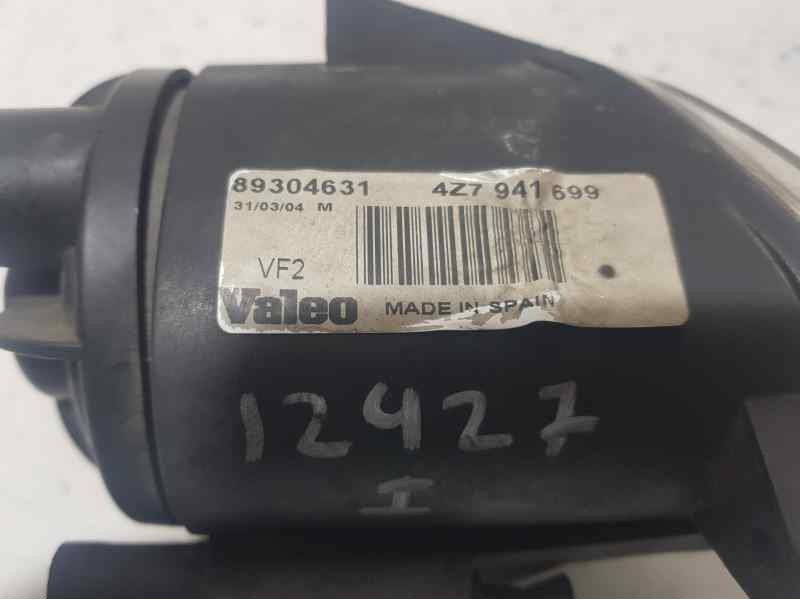 89304631 4Z7 941 699
31/03/04 M
VF2
Valeo MADE IN SPAIN
12427
I